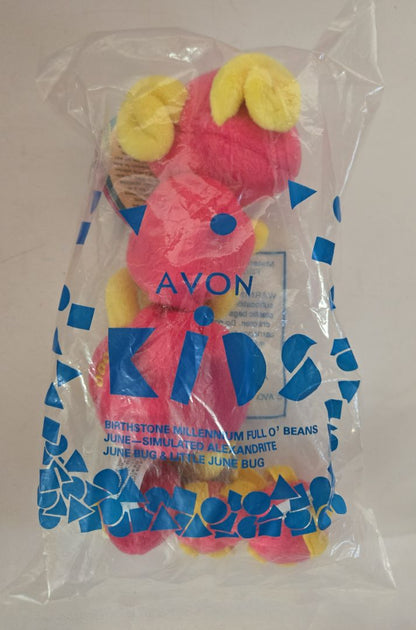 AVON
KiDS
BIRTHSTONE MILLENNIUM FULL O' BEANS
JUNE—SIMULATED ALEXANDRITE
JUNE BUG & LITTLE JUNE BUG